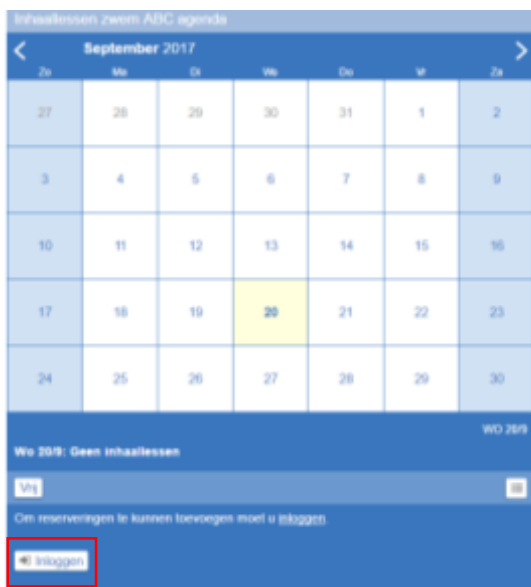 Inhaallessen zwem ABC agenda
September 2017
Zo Ma Di Wo Do Vr Za
27 28 29 30 31 1 2
3 4 5 6 7 8 9
10 11 12 13 14 15 16
17 18 19 20 21 22 23
24 25 26 27 28 29 30
WO 20/9
Wo 20/9: Geen inhaallessen
Vrij
Om reserveringen te kunnen toevoegen moet u inloggen.
Inloggen